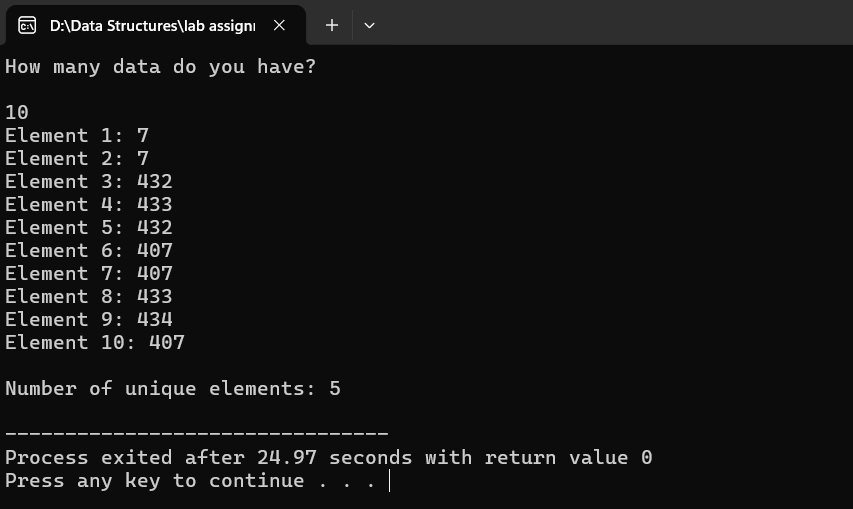 D:\Data Structures\lab assign
How many data do you have?
10
Element 1: 7
Element 2: 7
Element 3: 432
Element 4: 433
Element 5: 432
Element 6: 407
Element 7: 407
Element 8: 433
Element 9: 434
Element 10: 407
Number of unique elements: 5
--------------------------------
Process exited after 24.97 seconds with return value 0
Press any key to continue . . .